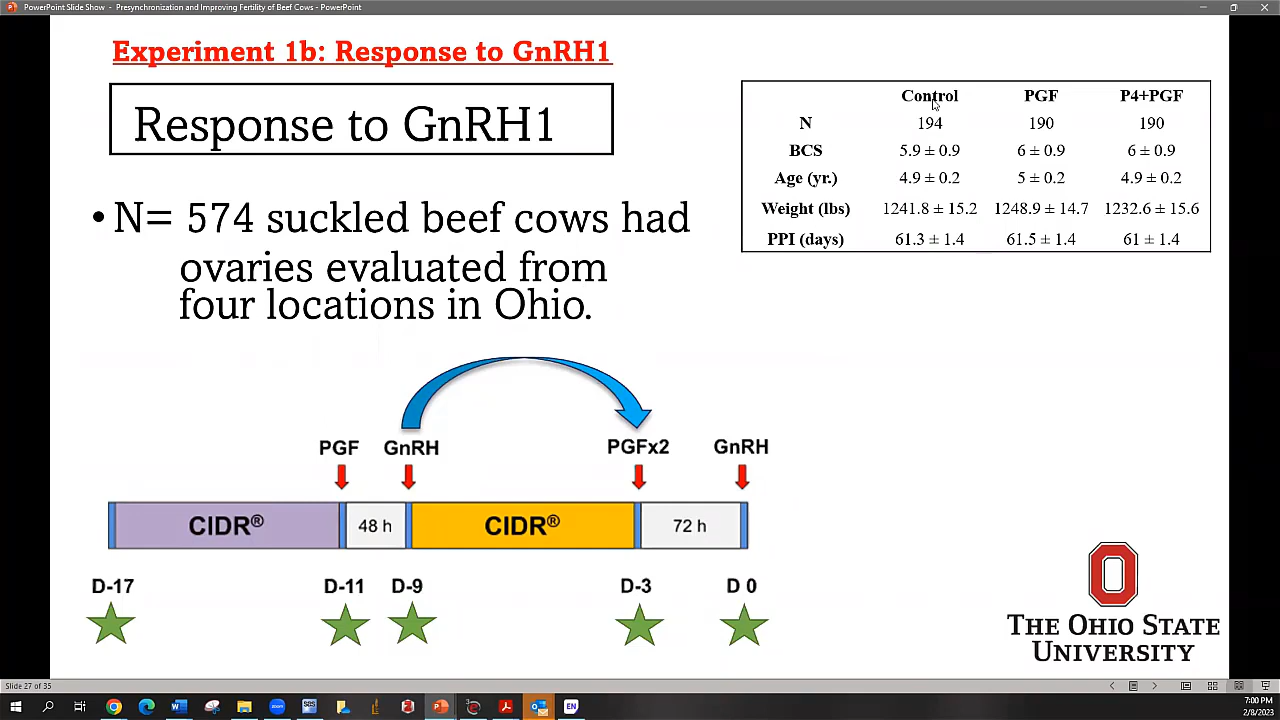 PowerPoint Slide Show - Presynchronization and Improving Fertility of Beef Cows - PowerPoint
Experiment 1b: Response to GnRH1
Response to GnRH1
Control PGF P4+PGF
N 194 190 190
BCS 5.9 ± 0.9 6 ± 0.9 6 ± 0.9
Age (yr.) 4.9 ± 0.2 5 ± 0.2 4.9 ± 0.2
Weight (lbs) 1241.8 ± 15.2 1248.9 ± 14.7 1232.6 ± 15.6
PPI (days) 61.3 ± 1.4 61.5 ± 1.4 61 ± 1.4
• N= 574 suckled beef cows had
ovaries evaluated from
four locations in Ohio.
PGF GnRH PGFx2 GnRH
CIDR® 48 h CIDR® 72 h
D-17 D-11 D-9 D-3 D 0
THE OHIO STATE
UNIVERSITY
Slide 27 of 35
EN
7:00 PM
2/8/2023